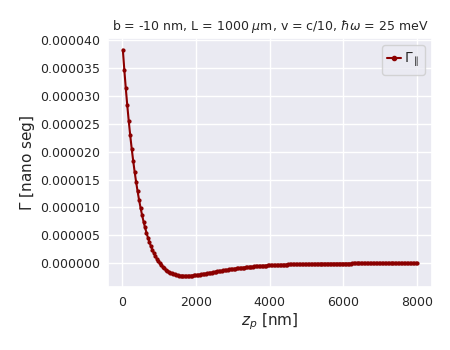 b = -10 nm, L = 1000 μm, v = c/10, ħω = 25 meV
Γ∥
0.000040
0.000035
0.000030
0.000025
0.000020
0.000015
0.000010
0.000005
0.000000
Γ [nano seg]
0 2000 4000 6000 8000
z_p [nm]